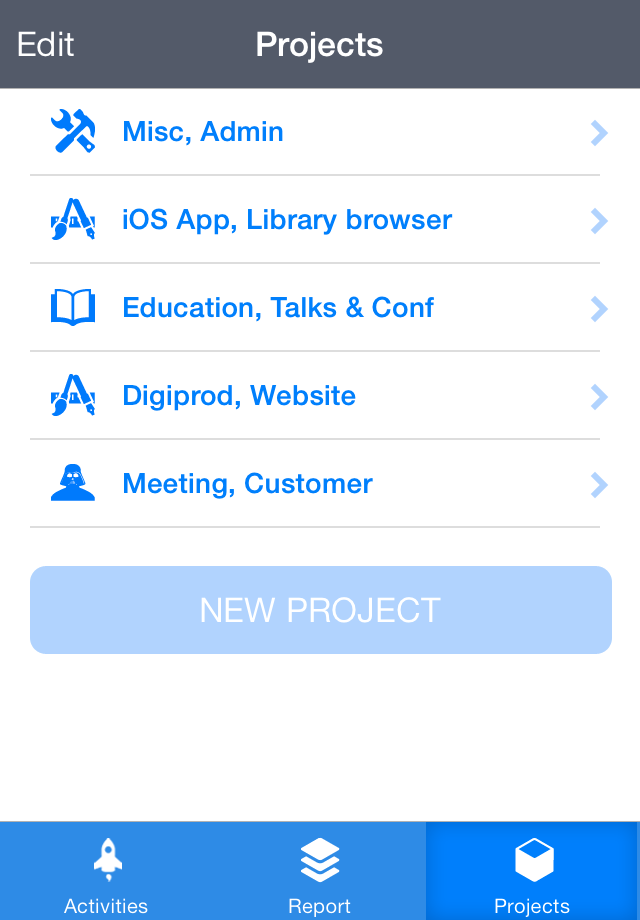 Edit
Projects
Misc, Admin
iOS App, Library browser
Education, Talks & Conf
Digiprod, Website
Meeting, Customer
NEW PROJECT
Activities
Report
Projects